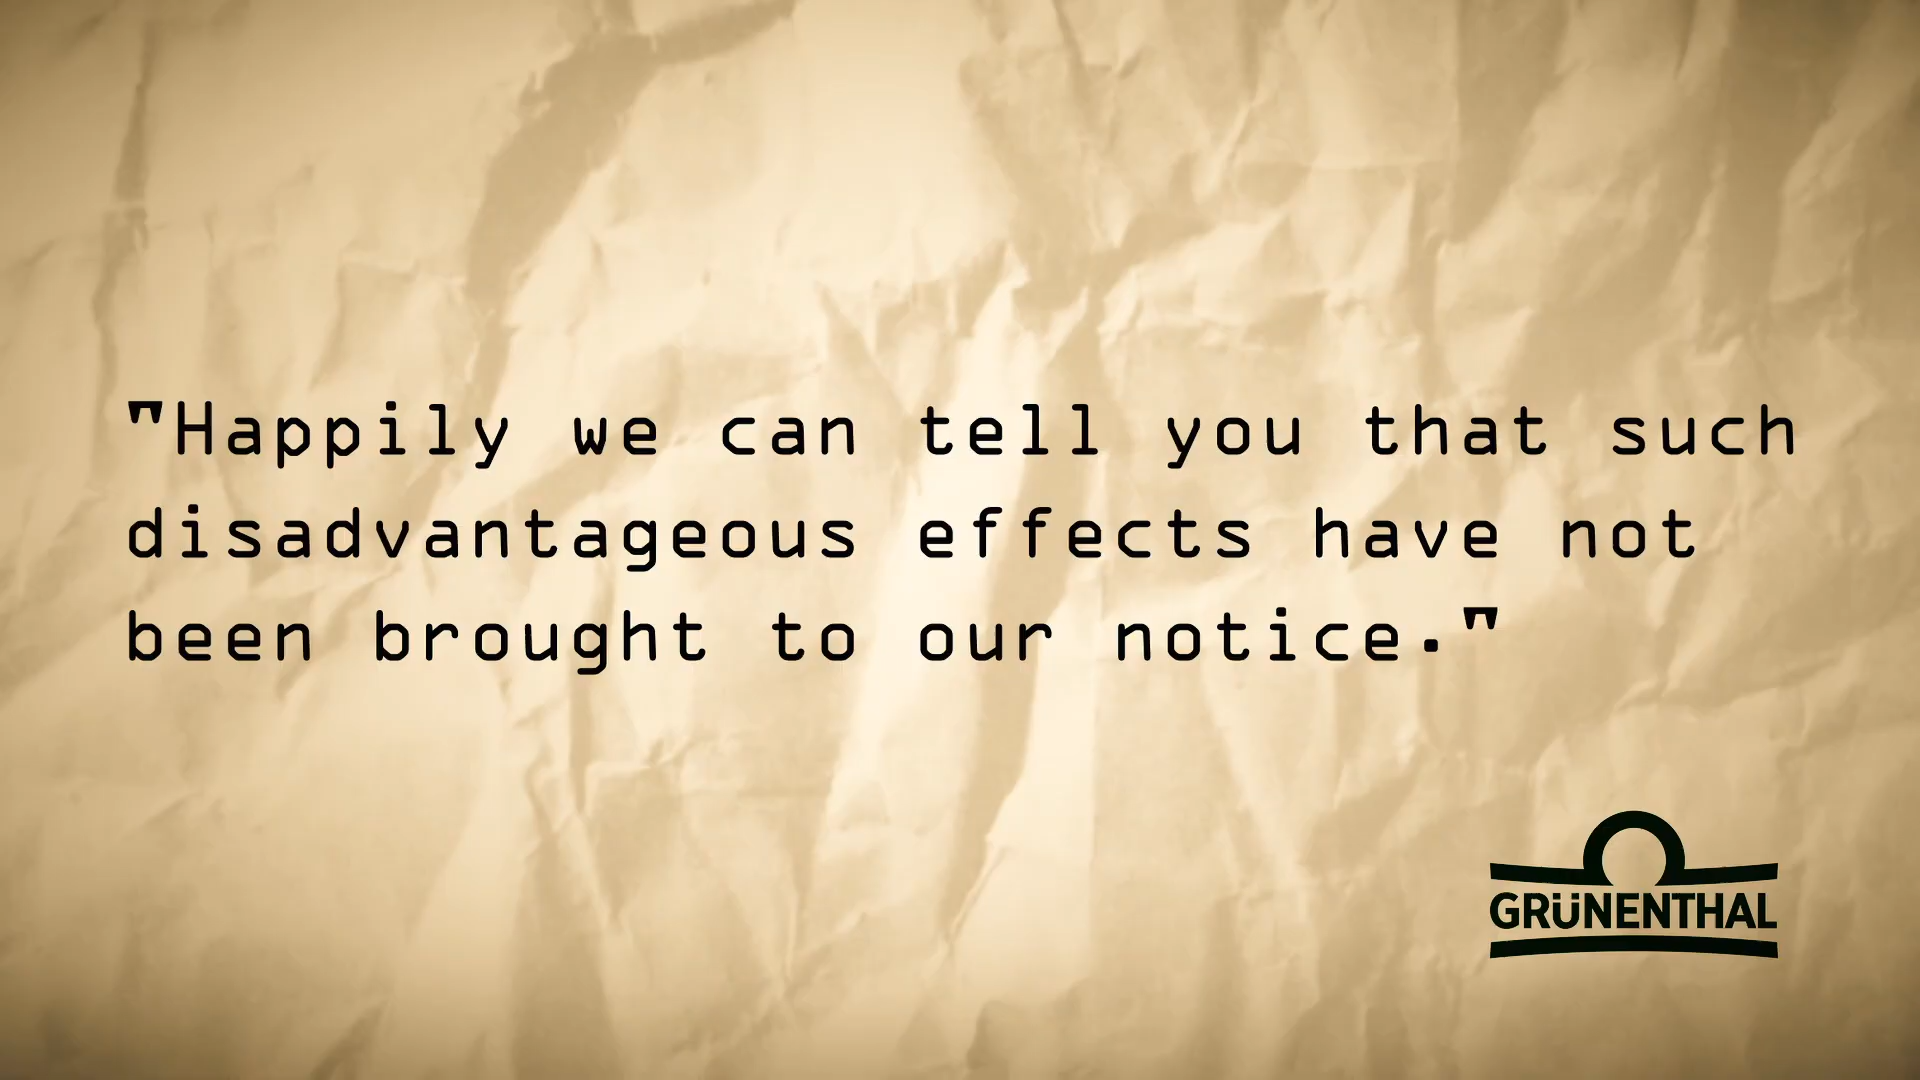 "Happily we can tell you that such
disadvantageous effects have not
been brought to our notice."
GRÜNENTHAL